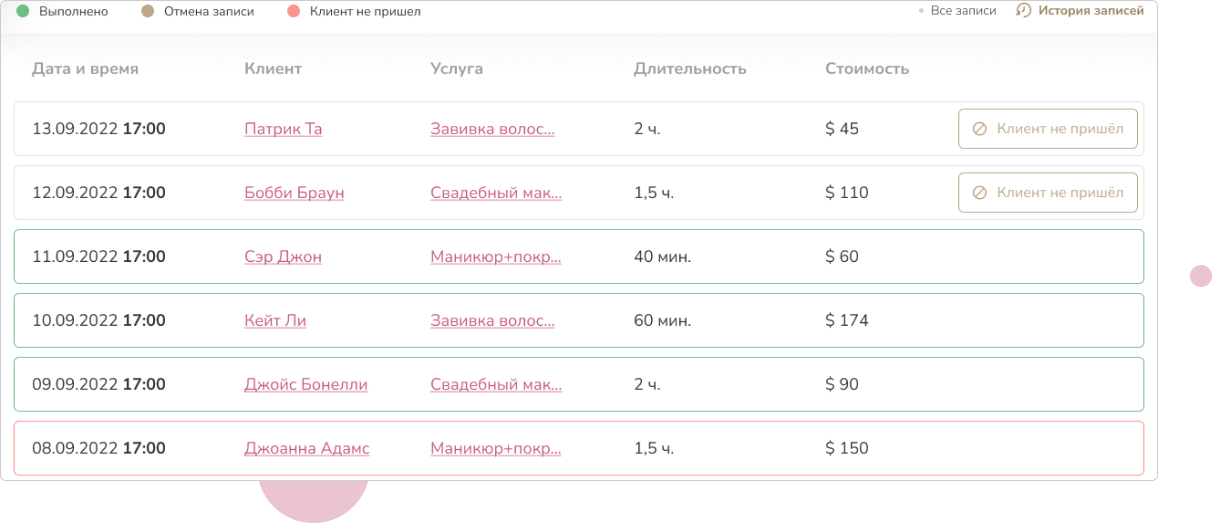 Выполнено Отмена записи Клиент не пришел Все записи История записей
Дата и время Клиент Услуга Длительность Стоимость
13.09.2022 17:00 Патрик Та Завивка волос... 2 ч. $ 45 Клиент не пришёл
12.09.2022 17:00 Бобби Браун Свадебный мак... 1,5 ч. $ 110 Клиент не пришёл
11.09.2022 17:00 Сэр Джон Маникюр+покр... 40 мин. $ 60
10.09.2022 17:00 Кейт Ли Завивка волос... 60 мин. $ 174
09.09.2022 17:00 Джойс Бонелли Свадебный мак... 2 ч. $ 90
08.09.2022 17:00 Джоанна Адамс Маникюр+покр... 1,5 ч. $ 150